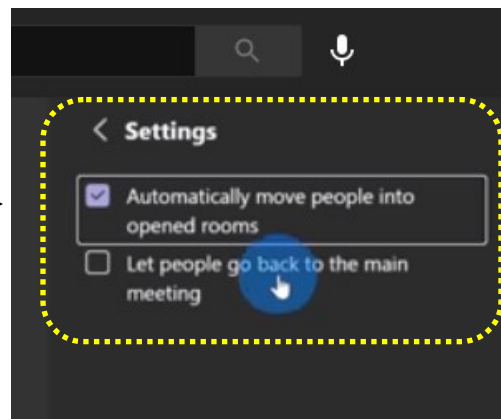 Settings
Automatically move people into
opened rooms
Let people go back to the main
meeting